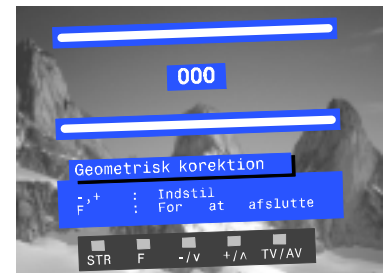 000
Geometrisk korektion
-,+ : Indstil
F : For at afslutte
STR F -/v +/ʌ TV/AV